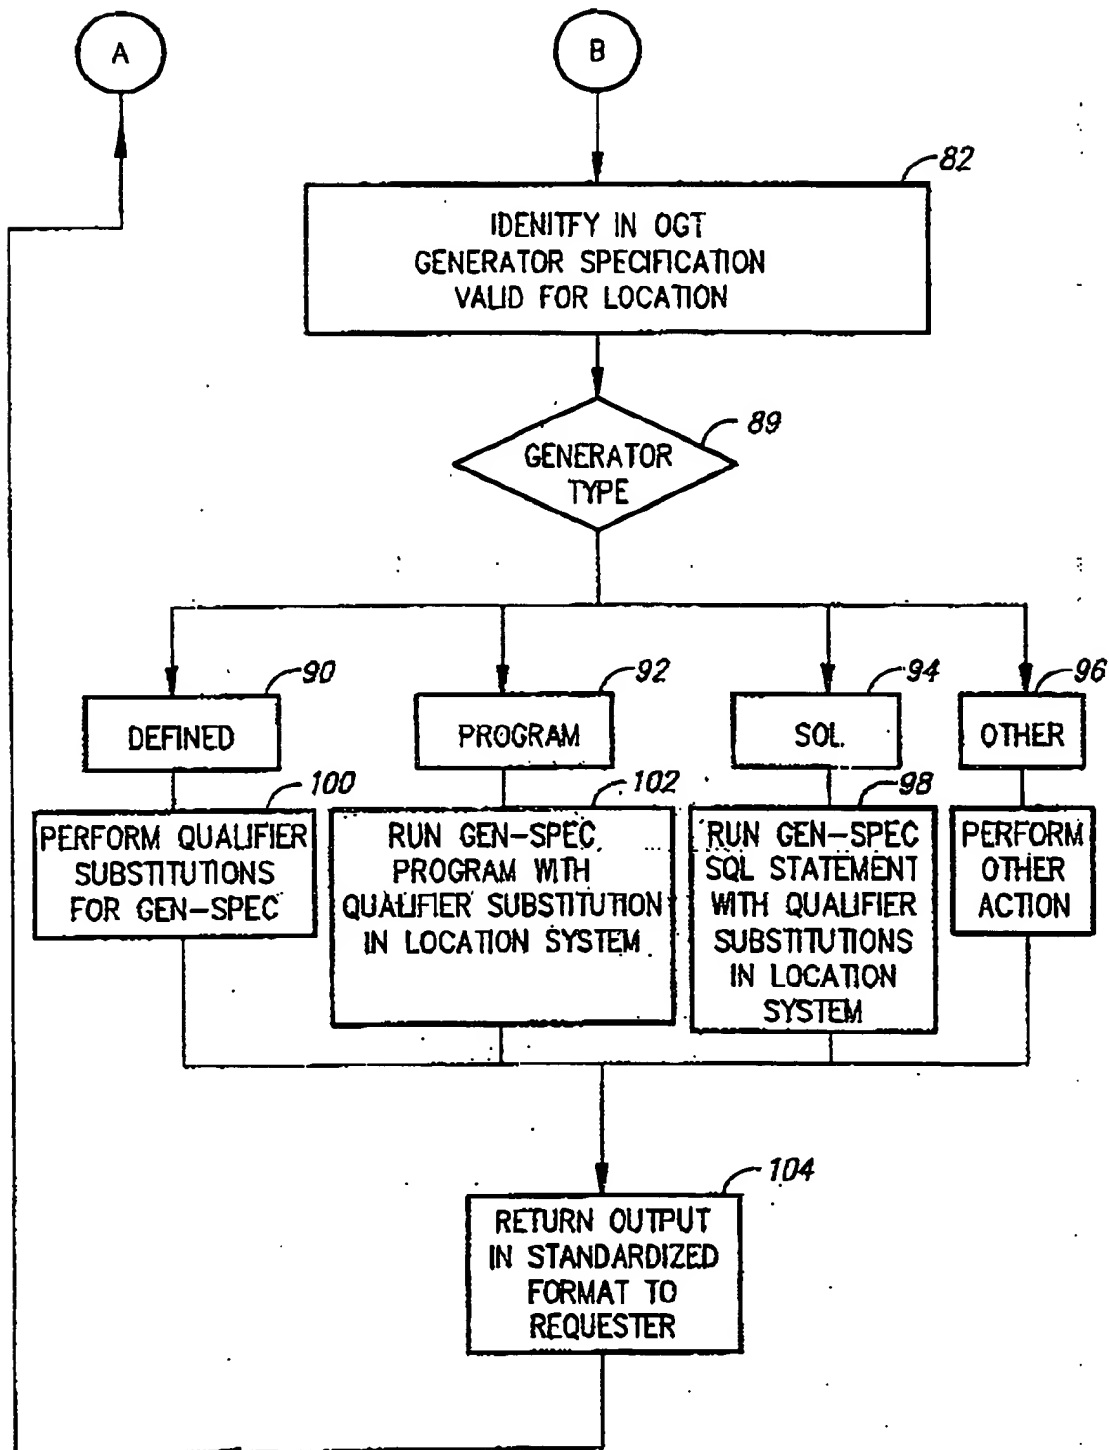 A
B
82
IDENITFY IN OGT
GENERATOR SPECIFICATION
VALID FOR LOCATION
89
GENERATOR
TYPE
90
92
94
96
DEFINED
PROGRAM
SQL
OTHER
100
102
98
PERFORM QUALIFIER
SUBSTITUTIONS
FOR GEN-SPEC
RUN GEN-SPEC
PROGRAM WITH
QUALIFIER SUBSTITUTION
IN LOCATION SYSTEM
RUN GEN-SPEC
SQL STATEMENT
WITH QUALIFIER
SUBSTITUTIONS
IN LOCATION
SYSTEM
PERFORM
OTHER
ACTION
104
RETURN OUTPUT
IN STANDARDIZED
FORMAT TO
REQUESTER